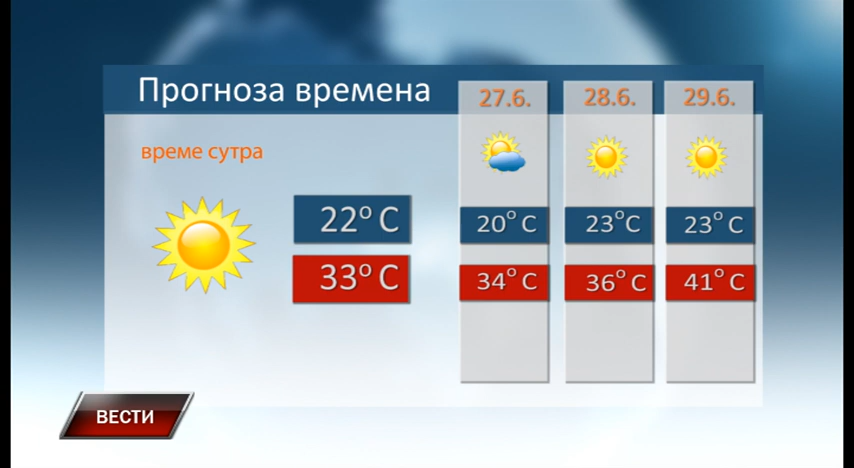 Прогноза времена
време сутра
22° C
33° C
27.6.
20° C
34° C
28.6.
23°C
36° C
29.6.
23° C
41° C
ВЕСТИ